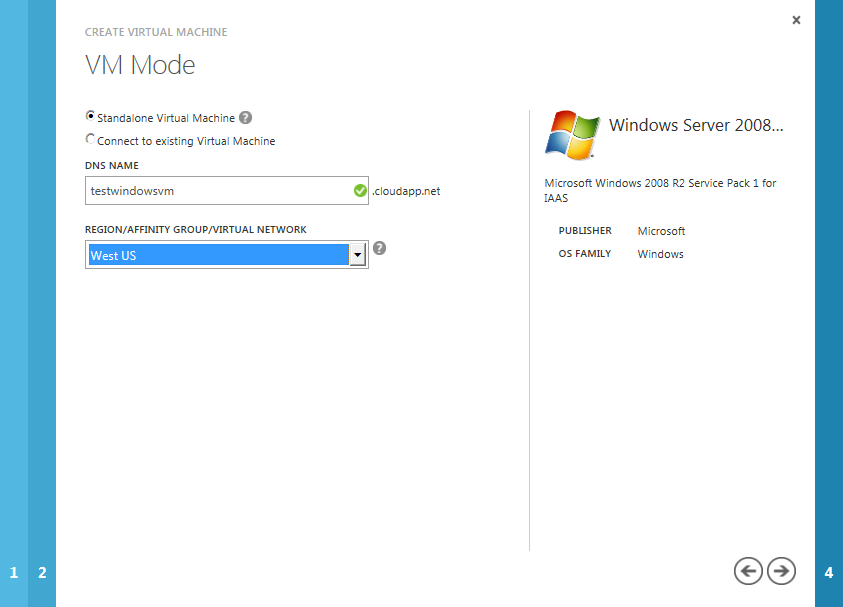 CREATE VIRTUAL MACHINE
VM Mode
Standalone Virtual Machine ?
Connect to existing Virtual Machine
DNS NAME
testwindowsvm .cloudapp.net
REGION/AFFINITY GROUP/VIRTUAL NETWORK
West US ?
Windows Server 2008...
Microsoft Windows 2008 R2 Service Pack 1 for
IAAS
PUBLISHER Microsoft
OS FAMILY Windows
1 2 4